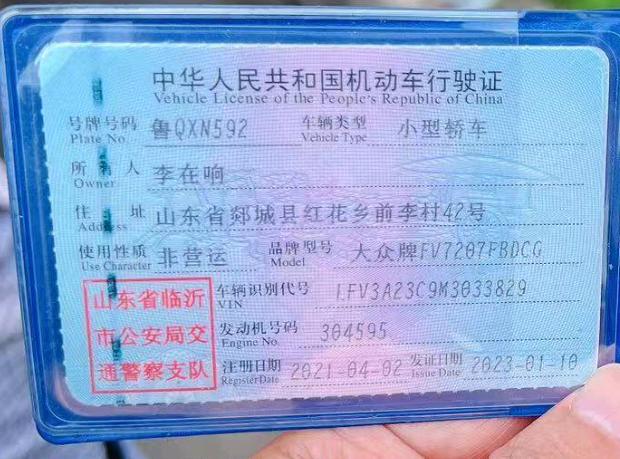 中华人民共和国机动车行驶证
Vehicle License of the People's Republic of China
号牌号码 鲁QXN592 车辆类型 小型轿车
Plate No. Vehicle Type
所有人 李在响
Owner
住址 山东省郯城县红花乡前李村42号
Address
使用性质 非营运 品牌型号 大众牌FV7207FBDCG
Use Character Model
山东省临沂 车辆识别代号 LFV3A23C9M3033829
VIN
市公安局交 发动机号码 304595
Engine No.
通警察支队 注册日期 2021-04-02 发证日期 2023-01-10
Register Date Issue Date